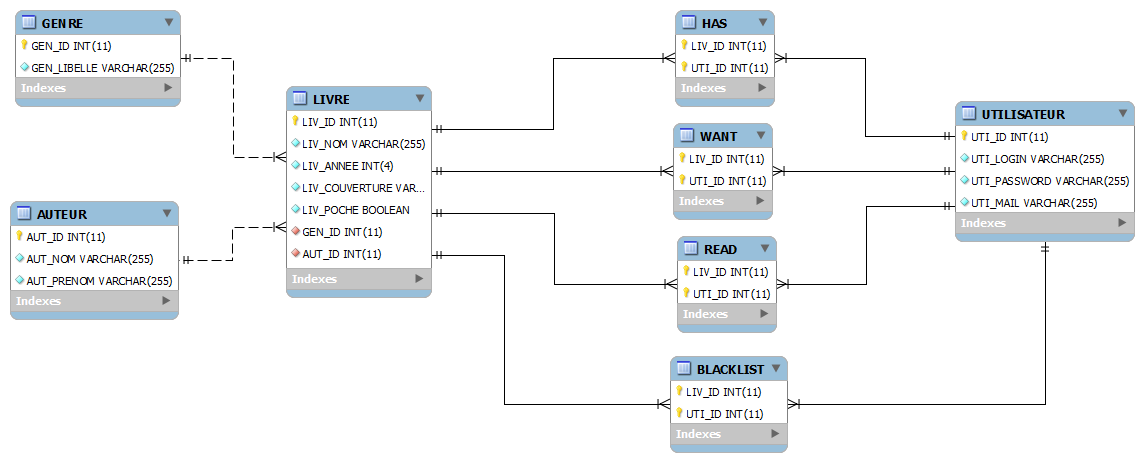 GENRE
GEN_ID INT(11)
GEN_LIBELLE VARCHAR(255)
Indexes
AUTEUR
AUT_ID INT(11)
AUT_NOM VARCHAR(255)
AUT_PRENOM VARCHAR(255)
Indexes
LIVRE
LIV_ID INT(11)
LIV_NOM VARCHAR(255)
LIV_ANNEE INT(4)
LIV_COUVERTURE VAR...
LIV_POCHE BOOLEAN
GEN_ID INT(11)
AUT_ID INT(11)
Indexes
HAS
LIV_ID INT(11)
UTI_ID INT(11)
Indexes
WANT
LIV_ID INT(11)
UTI_ID INT(11)
Indexes
READ
LIV_ID INT(11)
UTI_ID INT(11)
Indexes
BLACKLIST
LIV_ID INT(11)
UTI_ID INT(11)
Indexes
UTILISATEUR
UTI_ID INT(11)
UTI_LOGIN VARCHAR(255)
UTI_PASSWORD VARCHAR(255)
UTI_MAIL VARCHAR(255)
Indexes